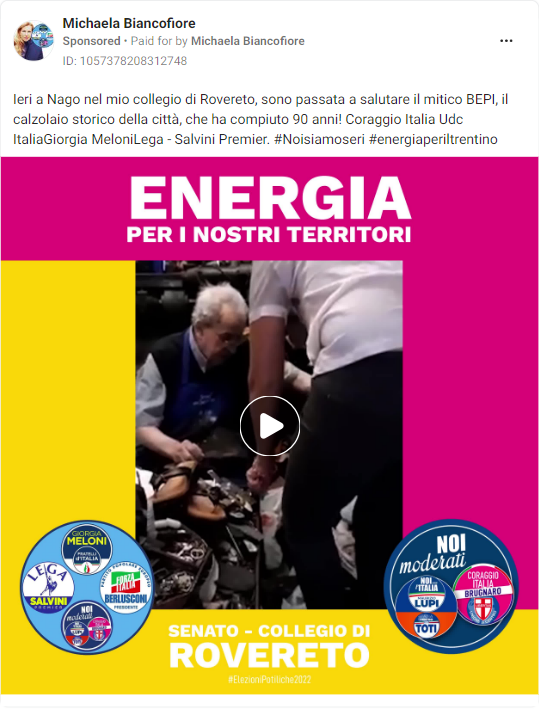 Michaela Biancofiore
Sponsored • Paid for by Michaela Biancofiore
ID: 1057378208312748
Ieri a Nago nel mio collegio di Rovereto, sono passata a salutare il mitico BEPI, il
calzolaio storico della città, che ha compiuto 90 anni! Coraggio Italia Udc
ItaliaGiorgia MeloniLega - Salvini Premier. #Noisiamoseri #energiaperiltrentino
ENERGIA
PER I NOSTRI TERRITORI
GIORGIA
MELONI
FRATELLI
d'ITALIA
LEGA
SALVINI
PREMIER
FORZA
ITALIA
BERLUSCONI
PRESIDENTE
NOI
moderati
NOI
moderati
NOI CON
l'ITALIA
LUPI
TOTI
CORAGGIO
ITALIA
BRUGNARO
SENATO - COLLEGIO DI
ROVERETO
#ElezioniPolitiche2022